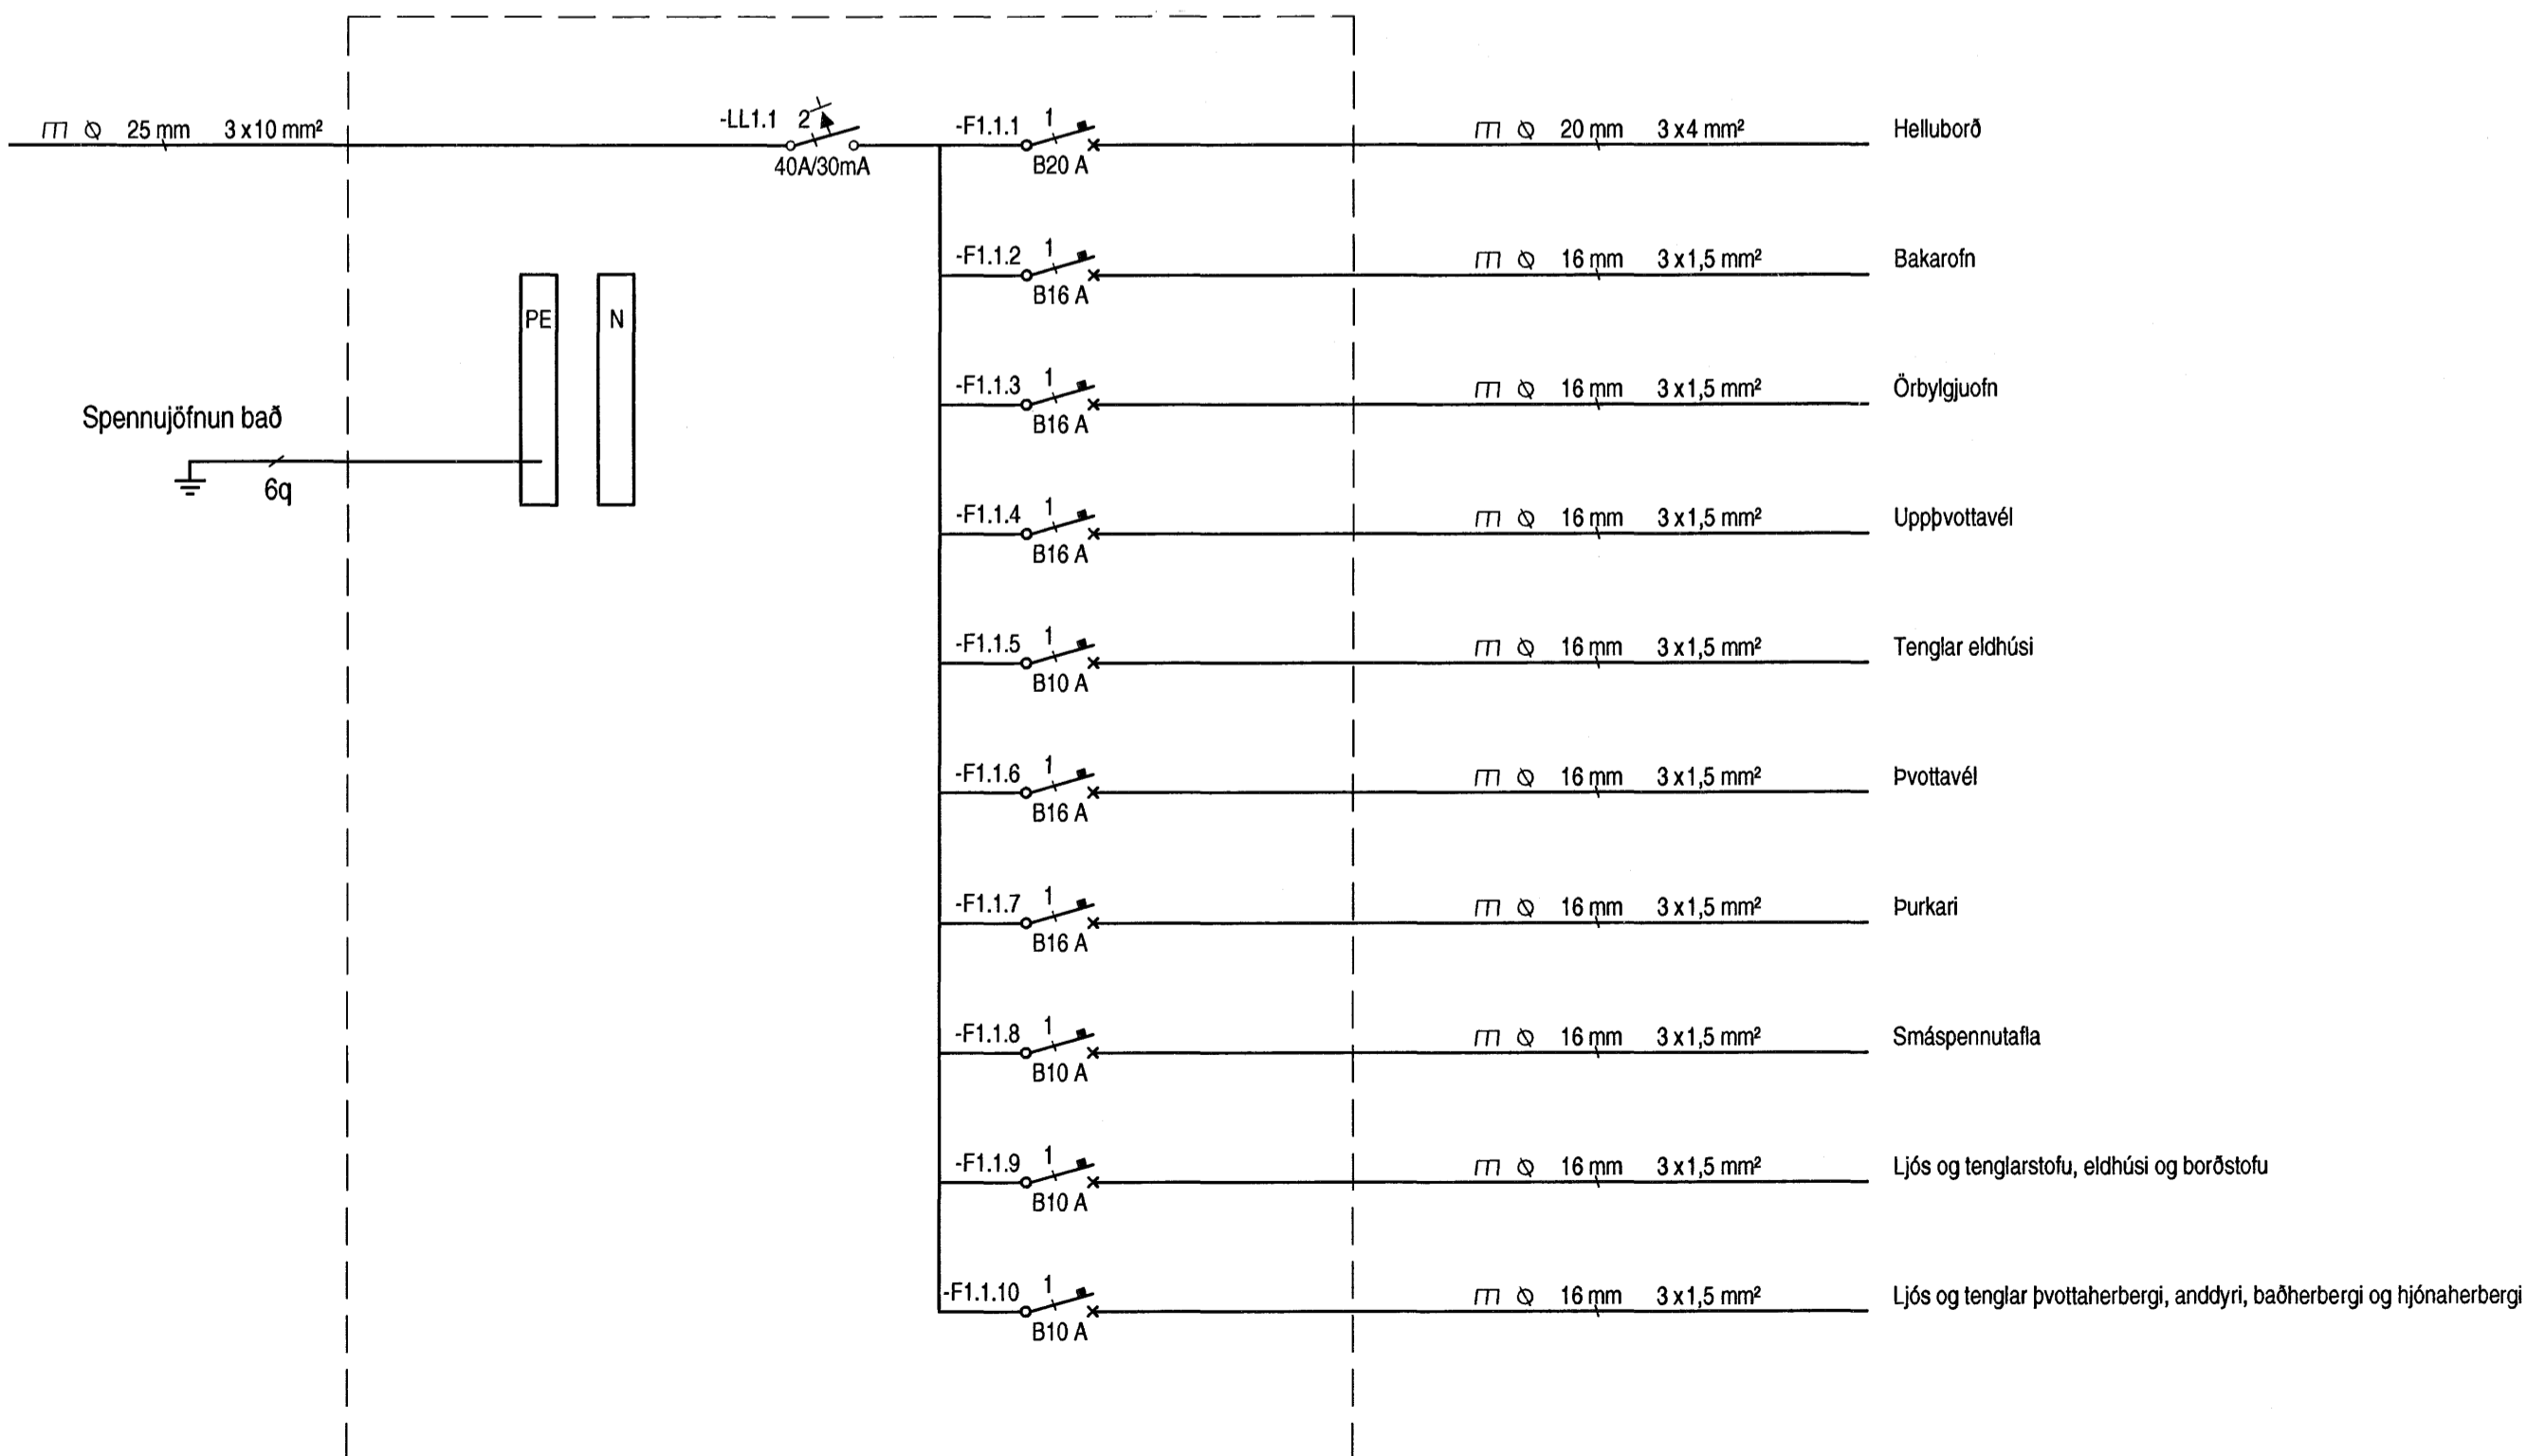 25 mm 3 x 10 mm²
-LL1.1 2
40A/30mA
-F1.1.1 1
B20 A
20 mm 3 x 4 mm²
Helluborð
-F1.1.2 1
B16 A
16 mm 3 x 1,5 mm²
Bakarofn
PE N
-F1.1.3 1
B16 A
16 mm 3 x 1,5 mm²
Örbylgjuofn
Spennujöfnun bað
6q
-F1.1.4 1
B16 A
16 mm 3 x 1,5 mm²
Uppþvottavél
-F1.1.5 1
B10 A
16 mm 3 x 1,5 mm²
Tenglar eldhúsi
-F1.1.6 1
B16 A
16 mm 3 x 1,5 mm²
Þvottavél
-F1.1.7 1
B16 A
16 mm 3 x 1,5 mm²
Þurkari
-F1.1.8 1
B10 A
16 mm 3 x 1,5 mm²
Smáspennutafla
-F1.1.9 1
B10 A
16 mm 3 x 1,5 mm²
Ljós og tenglarstofu, eldhúsi og borðstofu
-F1.1.10 1
B10 A
16 mm 3 x 1,5 mm²
Ljós og tenglar þvottaherbergi, anddyri, baðherbergi og hjónaherbergi